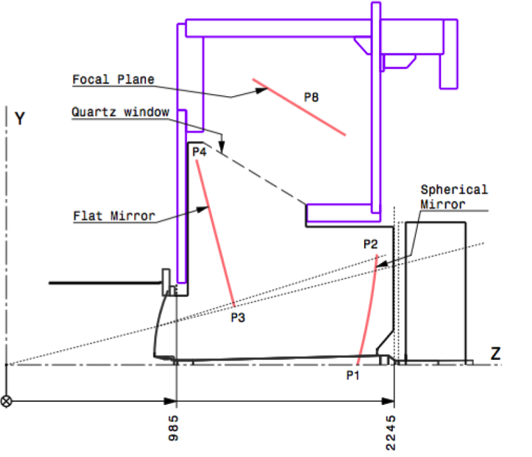 Focal Plane
P8
Quartz window
Y
P4
Spherical
Mirror
Flat Mirror
P2
P3
Z
P1
985
2245